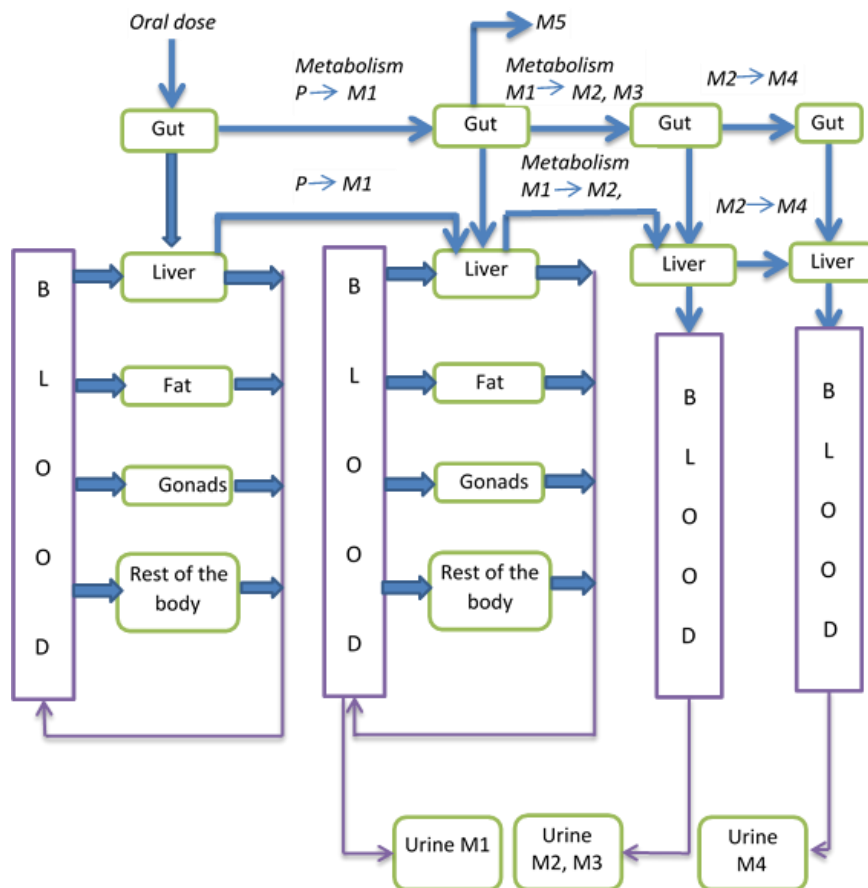 Oral dose
M5
Metabolism
P → M1
Metabolism
M1 → M2, M3
M2 → M4
Gut
Gut
Gut
Gut
P → M1
Metabolism
M1 → M2,
M2 → M4
Liver
Liver
Liver
Liver
B
L
O
O
D
Fat
Gonads
Rest of the
body
B
L
O
O
D
Fat
Gonads
Rest of the
body
B
L
O
O
D
B
L
O
O
D
Urine M1
Urine
M2, M3
Urine
M4